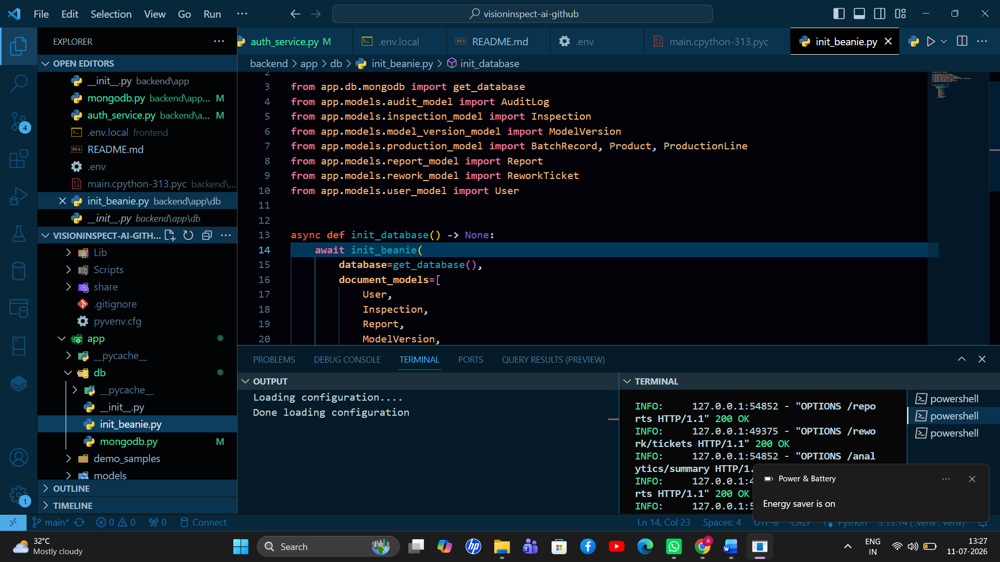 File Edit Selection View Go Run ···
visioninspect-ai-github
EXPLORER
OPEN EDITORS
__init__.py backend\app
mongodb.py backend\app... M
auth_service.py backend\a... M
.env.local frontend
README.md
.env
main.cpython-313.pyc backend\...
init_beanie.py backend\app\db
__init__.py backend\app\db
VISIONINSPECT-AI-GITH...
Lib
Scripts
share
.gitignore
pyvenv.cfg
app
__pycache__
db
__pycache__
__init__.py
init_beanie.py
mongodb.py M
demo_samples
models
OUTLINE
TIMELINE
auth_service.py M
.env.local
README.md
.env
main.cpython-313.pyc
init_beanie.py
backend > app > db > init_beanie.py > init_database
2
3 from app.db.mongodb import get_database
4 from app.models.audit_model import AuditLog
5 from app.models.inspection_model import Inspection
6 from app.models.model_version_model import ModelVersion
7 from app.models.production_model import BatchRecord, Product, ProductionLine
8 from app.models.report_model import Report
9 from app.models.rework_model import ReworkTicket
10 from app.models.user_model import User
11
12
13 async def init_database() -> None:
14 await init_beanie(
15 database=get_database(),
16 document_models=[
17 User,
18 Inspection,
19 Report,
20 ModelVersion,
PROBLEMS DEBUG CONSOLE TERMINAL PORTS QUERY RESULTS (PREVIEW)
OUTPUT
Loading configuration....
Done loading configuration
TERMINAL
INFO: 127.0.0.1:54852 - "OPTIONS /repo
rts HTTP/1.1" 200 OK
INFO: 127.0.0.1:49375 - "OPTIONS /rewo
rk/tickets HTTP/1.1" 200 OK
INFO: 127.0.0.1:54852 - "OPTIONS /anal
ytics/summary HTTP/1.
INFO: 127.0.0.1:4
rts HTTP/1.1" 200 OK
INFO: 127.0.0.1:5
powershell
powershell
powershell
Power & Battery
Energy saver is on
4
1
main* 0 0 0 Connect
Ln 14, Col 23 Spaces: 4 UTF-8 CRLF Python 3.13.14 ('.venv': venv)
32°C
Mostly cloudy
Search
ENG
IN
13:27
11-07-2026